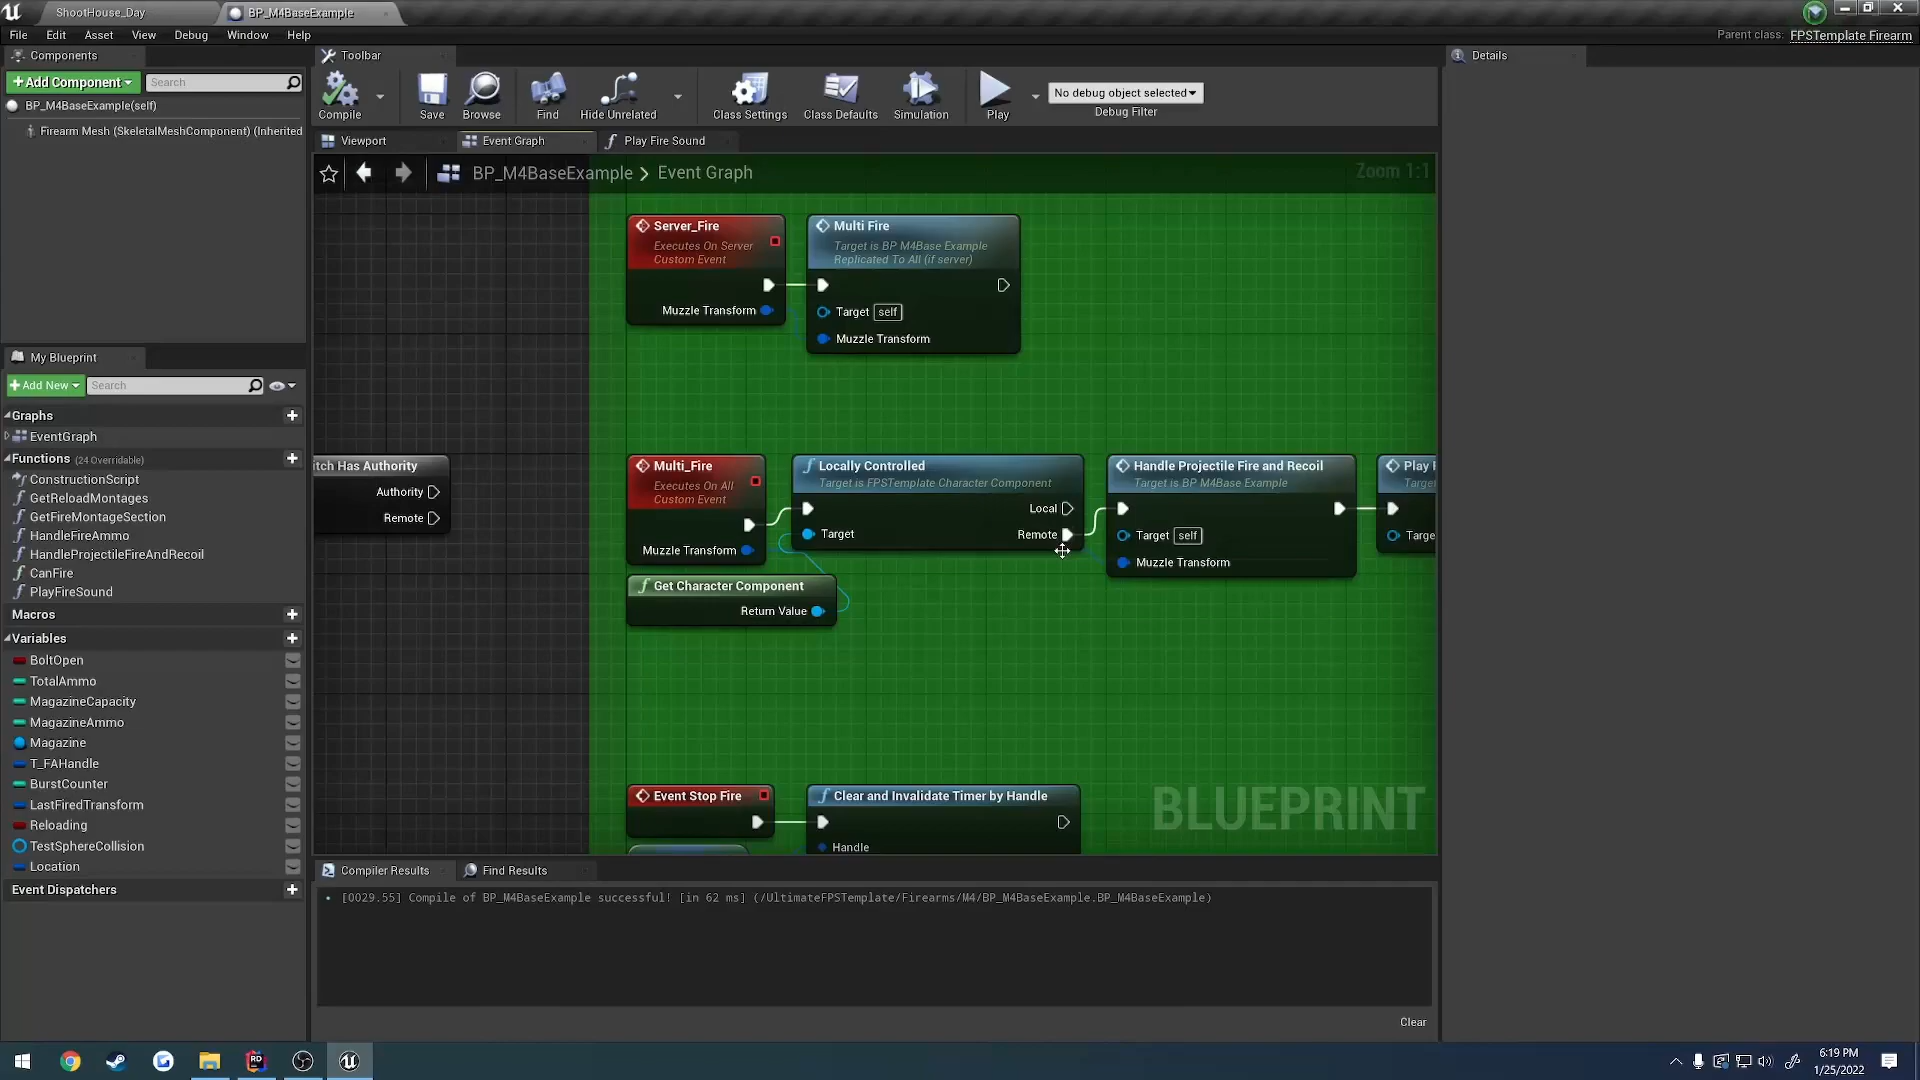 ShootHouse_Day
BP_M4BaseExample
File Edit Asset View Debug Window Help
Parent class: FPSTemplate Firearm
Components
+Add Component
Search
BP_M4BaseExample(self)
Firearm Mesh (SkeletalMeshComponent) (Inherited
Toolbar
Compile
Save
Browse
Find
Hide Unrelated
Class Settings
Class Defaults
Simulation
Play
No debug object selected
Debug Filter
Details
Viewport
Event Graph
Play Fire Sound
BP_M4BaseExample > Event Graph
Zoom 1:1
Server_Fire
Executes On Server
Custom Event
Muzzle Transform
Multi Fire
Target is BP M4Base Example
Replicated To All (if server)
Target self
Muzzle Transform
itch Has Authority
Authority
Remote
Multi_Fire
Executes On All
Custom Event
Muzzle Transform
Locally Controlled
Target is FPSTemplate Character Component
Local
Target
Remote
Handle Projectile Fire and Recoil
Target is BP M4Base Example
Target self
Muzzle Transform
Play
Target
Targe
Get Character Component
Return Value
Event Stop Fire
Clear and Invalidate Timer by Handle
Handle
BLUEPRINT
My Blueprint
+Add New
Search
Graphs
EventGraph
Functions (24 Overridable)
ConstructionScript
GetReloadMontages
GetFireMontageSection
HandleFireAmmo
HandleProjectileFireAndRecoil
CanFire
PlayFireSound
Macros
Variables
BoltOpen
TotalAmmo
MagazineCapacity
MagazineAmmo
Magazine
T_FAHandle
BurstCounter
LastFiredTransform
Reloading
TestSphereCollision
Location
Event Dispatchers
Compiler Results
Find Results
[0029.55] Compile of BP_M4BaseExample successful! [in 62 ms] (/UltimateFPSTemplate/Firearms/M4/BP_M4BaseExample.BP_M4BaseExample)
Clear
6:19 PM
1/25/2022